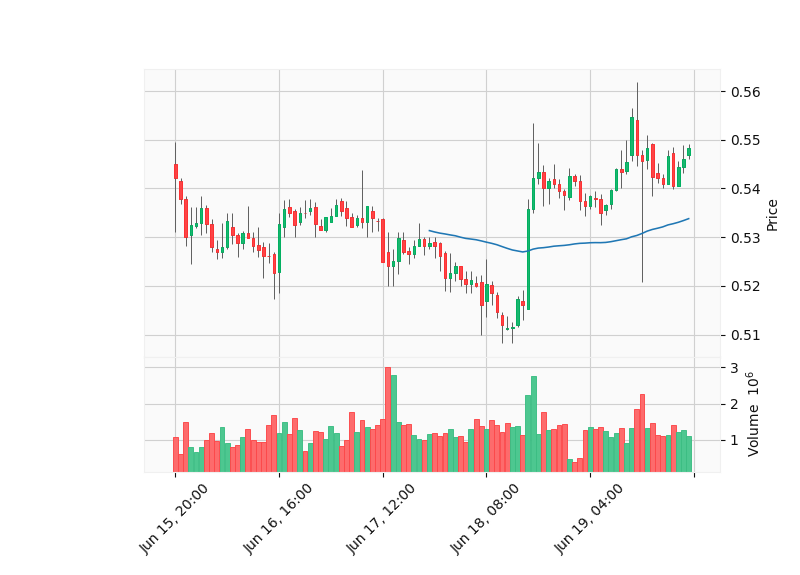 0.56
0.55
0.54
0.53
0.52
0.51
Price
3
2
1
Volume 10^6
Jun 15, 20:00
Jun 16, 16:00
Jun 17, 12:00
Jun 18, 08:00
Jun 19, 04:00